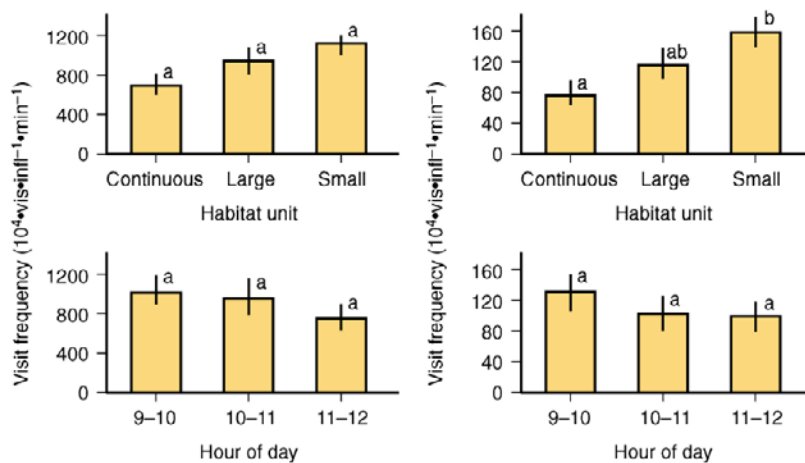 Visit frequency (10⁴•vis•infl⁻¹•min⁻¹)
1200
800
400
0
a
a
a
Continuous Large Small
Habitat unit
1200
800
400
0
a
a
a
9–10 10–11 11–12
Hour of day
Visit frequency (10⁴•vis•infl⁻¹•min⁻¹)
160
120
80
40
0
a
ab
b
Continuous Large Small
Habitat unit
160
120
80
40
0
a
a
a
9–10 10–11 11–12
Hour of day